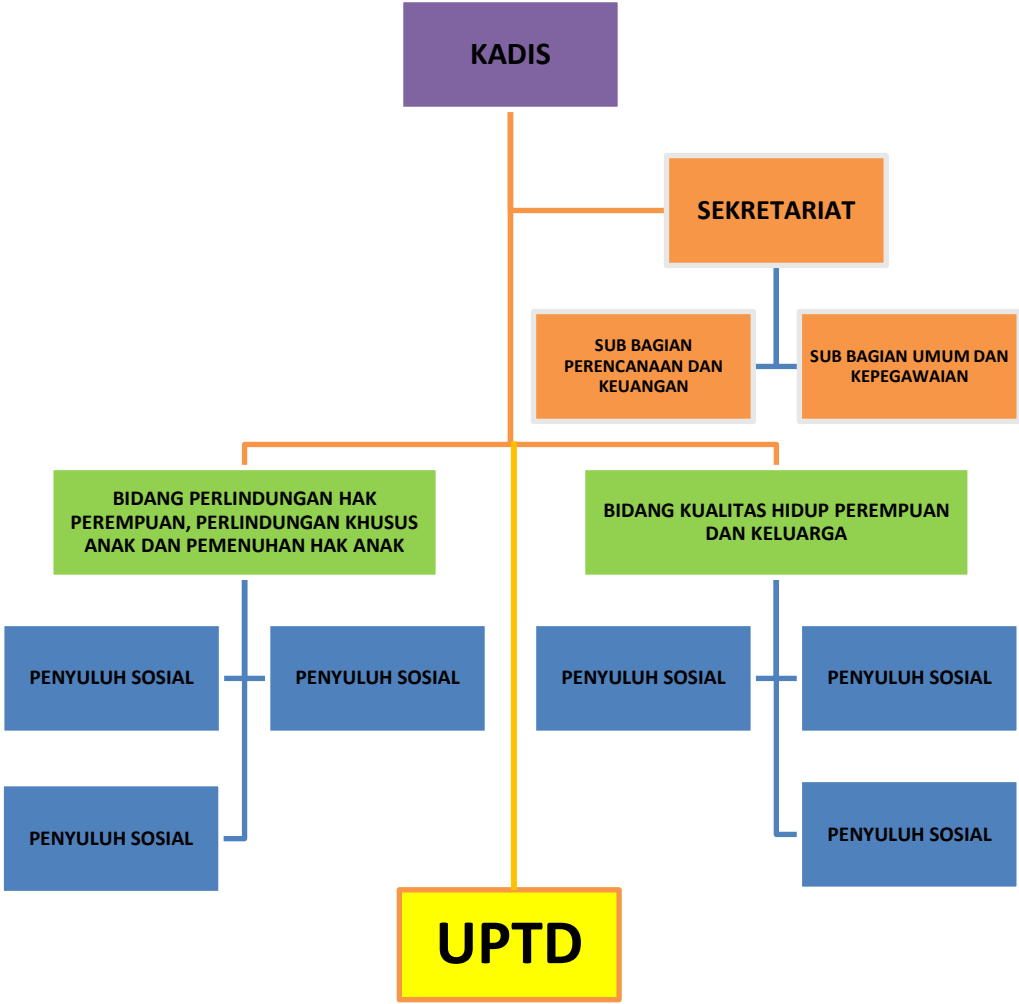 KADIS
SEKRETARIAT
SUB BAGIAN
PERENCANAAN DAN
KEUANGAN
SUB BAGIAN UMUM DAN
KEPEGAWAIAN
BIDANG PERLINDUNGAN HAK
PEREMPUAN, PERLINDUNGAN KHUSUS
ANAK DAN PEMENUHAN HAK ANAK
BIDANG KUALITAS HIDUP PEREMPUAN
DAN KELUARGA
PENYULUH SOSIAL
PENYULUH SOSIAL
PENYULUH SOSIAL
PENYULUH SOSIAL
PENYULUH SOSIAL
PENYULUH SOSIAL
UPTD